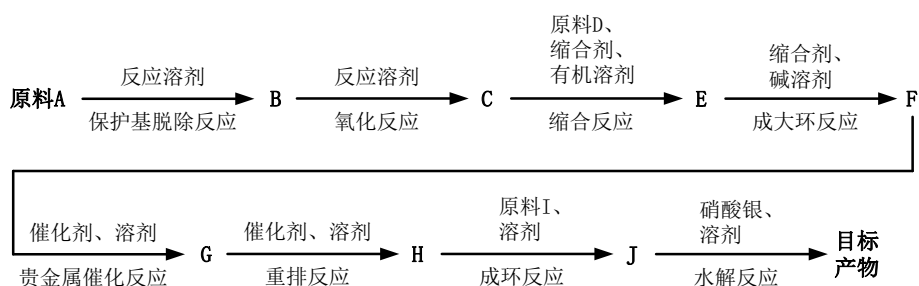 原料A
反应溶剂
保护基脱除反应
B
反应溶剂
氧化反应
C
原料D、
缩合剂、
有机溶剂
缩合反应
E
缩合剂、
碱溶剂
成大环反应
F
催化剂、溶剂
贵金属催化反应
G
催化剂、溶剂
重排反应
H
原料I、
溶剂
成环反应
J
硝酸银、
溶剂
水解反应
目标
产物